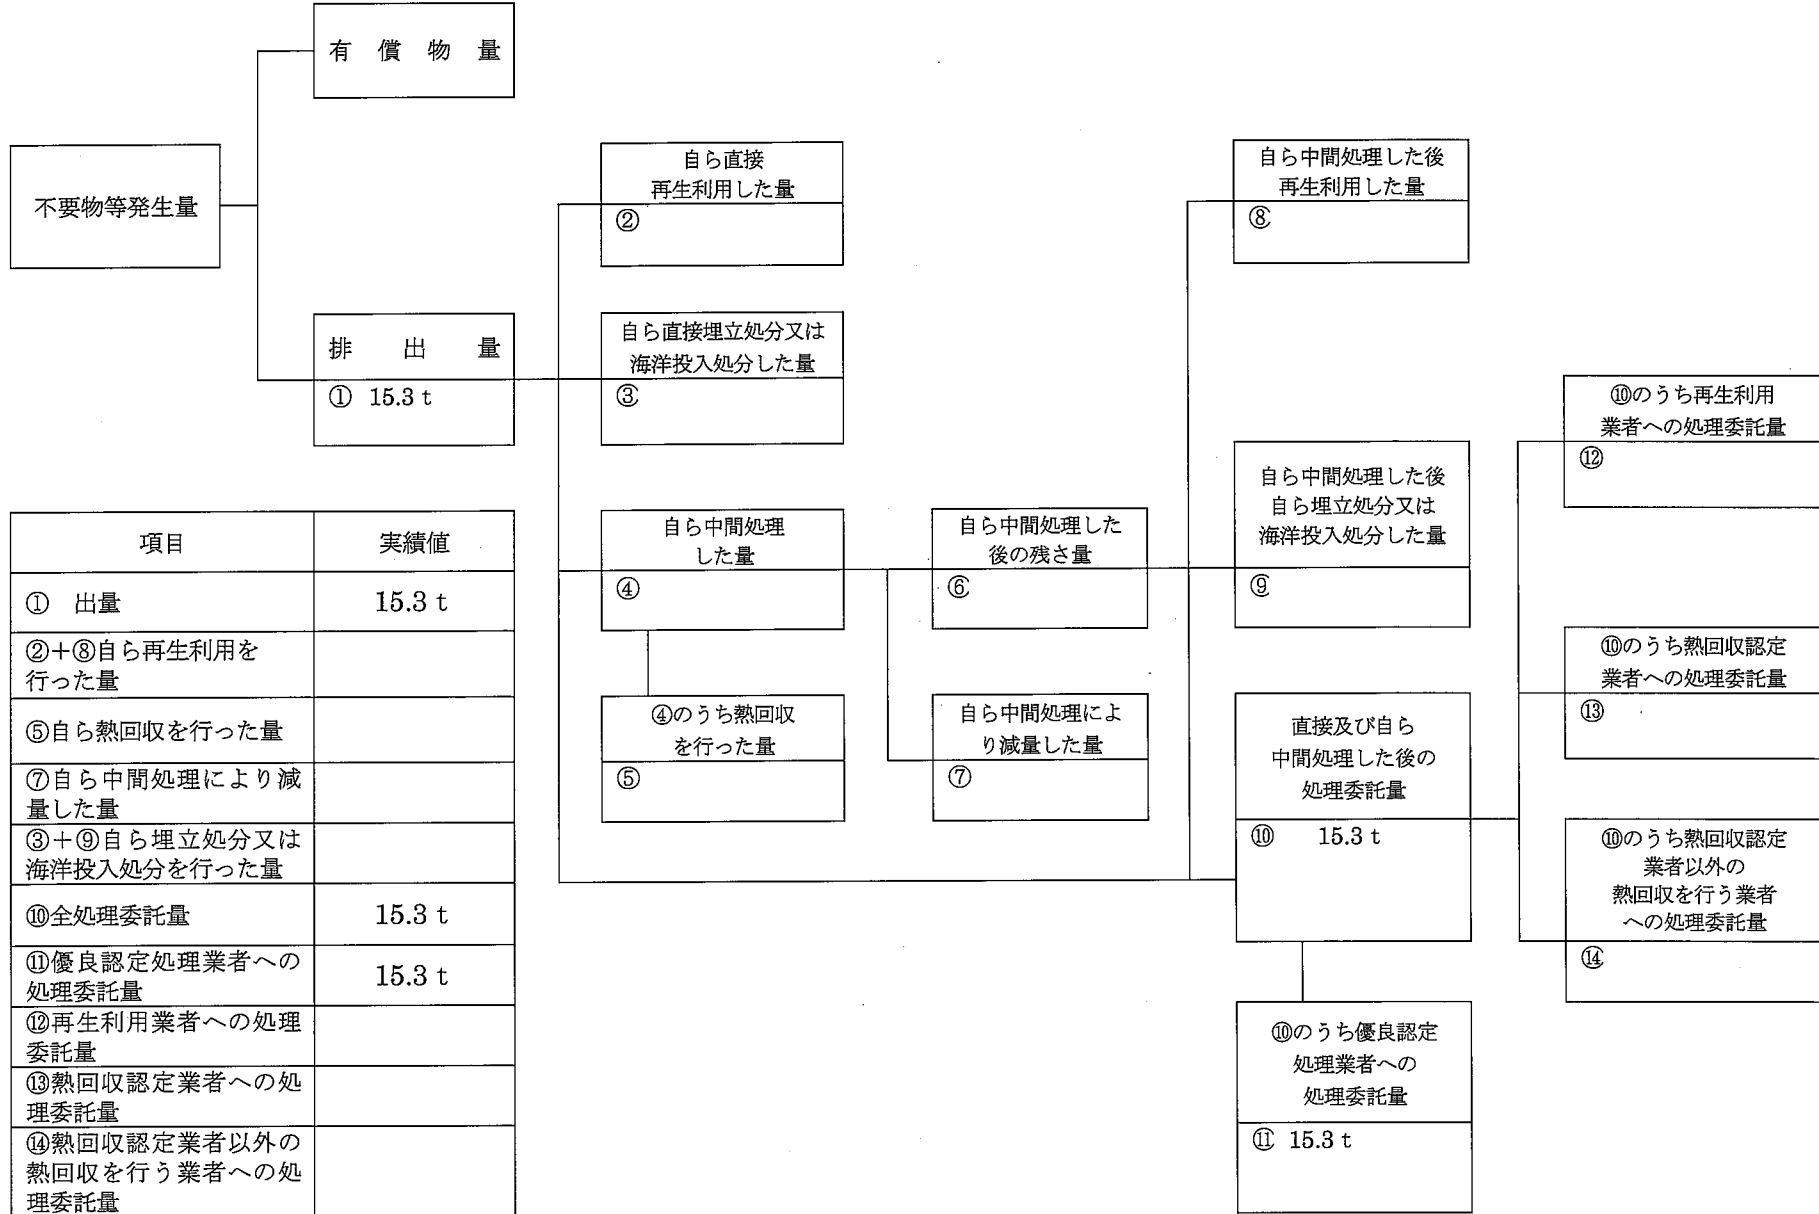 有償物量
不要物等発生量
排出量
① 15.3 t
自ら直接
再生利用した量
②
自ら直接埋立処分又は
海洋投入処分した量
③
自ら中間処理
した量
④
④のうち熱回収
を行った量
⑤
自ら中間処理した
後の残さ量
⑥
自ら中間処理によ
り減量した量
⑦
自ら中間処理した後
再生利用した量
⑧
自ら中間処理した後
自ら埋立処分又は
海洋投入処分した量
⑨
直接及び自ら
中間処理した後の
処理委託量
⑩ 15.3 t
⑩のうち優良認定
処理業者への
処理委託量
⑪ 15.3 t
⑩のうち再生利用
業者への処理委託量
⑫
⑩のうち熱回収認定
業者への処理委託量
⑬
⑩のうち熱回収認定
業者以外の
熱回収を行う業者
への処理委託量
⑭
項目 実績値
① 出量 15.3 t
②+⑧自ら再生利用を
行った量
⑤自ら熱回収を行った量
⑦自ら中間処理により減
量した量
③+⑨自ら埋立処分又は
海洋投入処分を行った量
⑩全処理委託量 15.3 t
⑪優良認定処理業者への
処理委託量 15.3 t
⑫再生利用業者への処理
委託量
⑬熱回収認定業者への処
理委託量
⑭熱回収認定業者以外の
熱回収を行う業者への処
理委託量